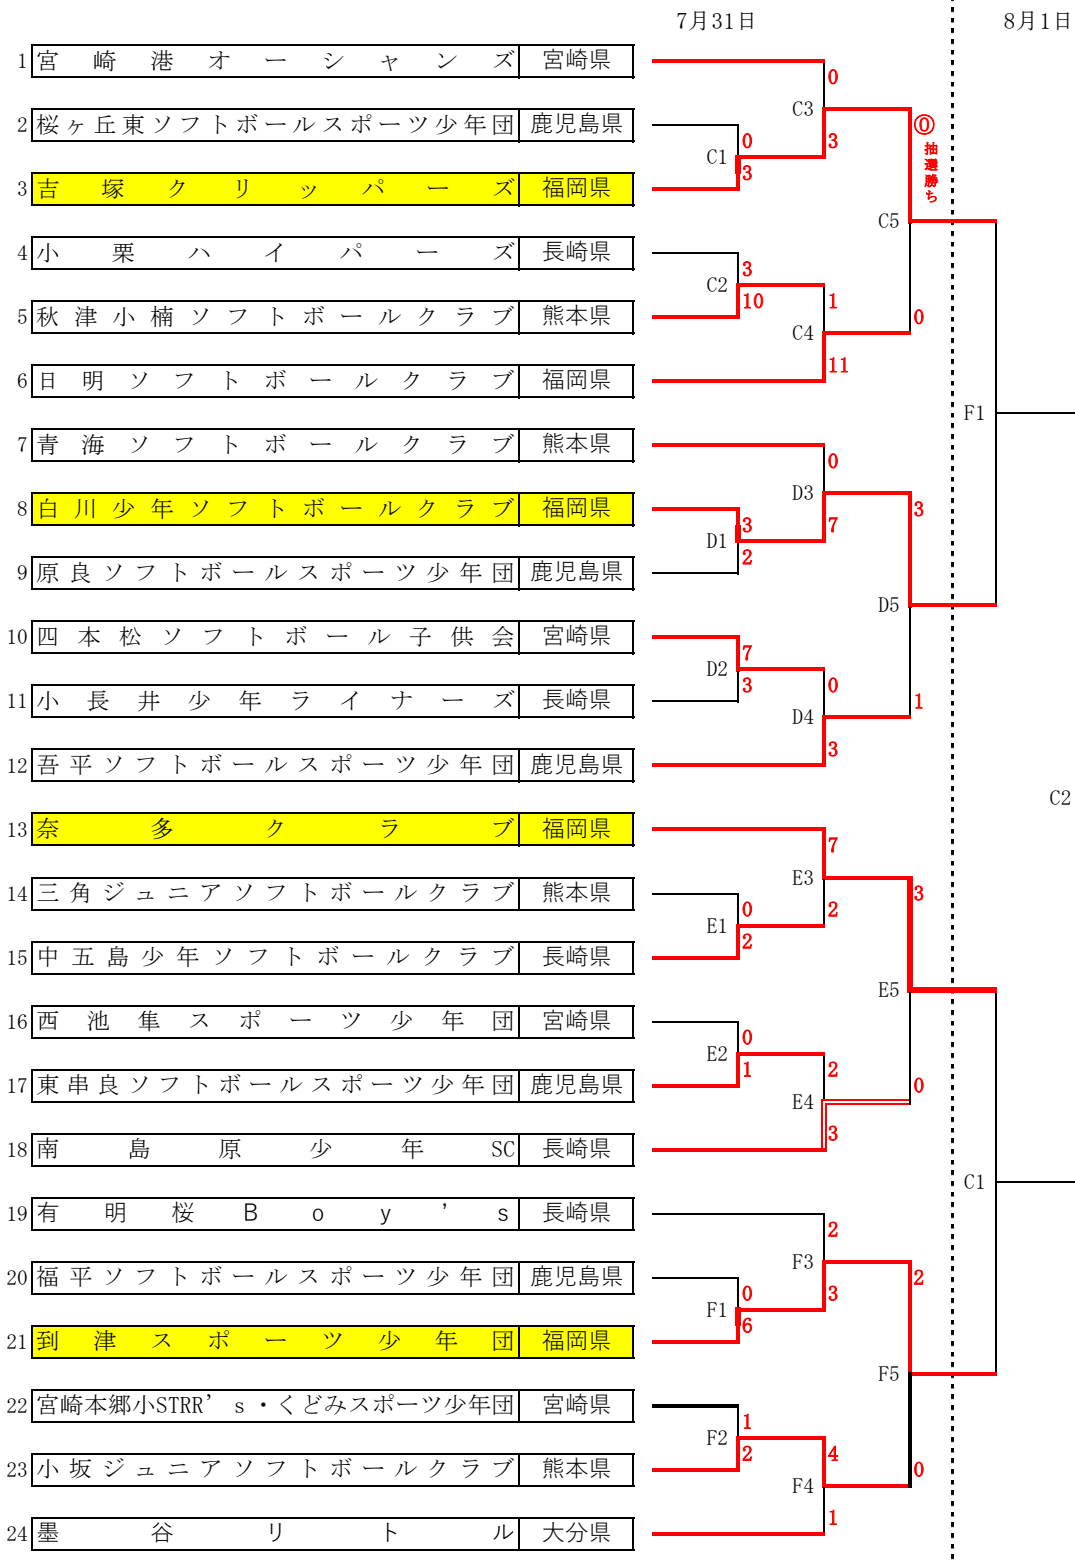 7月31日 8月1日
1 宮崎港オーシャンズ 宮崎県
0
C3
2 桜ヶ丘東ソフトボールスポーツ少年団 鹿児島県
⓪
抽選勝ち
0
3
C1
3
3 吉塚クリッパーズ 福岡県
C5
4 小栗ハイパーズ 長崎県
3
C2
10
1
5 秋津小楠ソフトボールクラブ 熊本県
0
C4
11
6 日明ソフトボールクラブ 福岡県
F1
7 青海ソフトボールクラブ 熊本県
0
D3
8 白川少年ソフトボールクラブ 福岡県
3
3
7
D1
2
9 原良ソフトボールスポーツ少年団 鹿児島県
D5
10 四本松ソフトボール子供会 宮崎県
7
D2
3
0
11 小長井少年ライナーズ 長崎県
1
D4
3
12 吾平ソフトボールスポーツ少年団 鹿児島県
C2
13 奈多クラブ 福岡県
7
E3
14 三角ジュニアソフトボールクラブ 熊本県
3
0
2
E1
2
15 中五島少年ソフトボールクラブ 長崎県
E5
16 西池隼スポーツ少年団 宮崎県
0
E2
1
2
17 東串良ソフトボールスポーツ少年団 鹿児島県
0
E4
3
18 南島原少年SC 長崎県
C1
19 有明桜Boy’s 長崎県
2
F3
20 福平ソフトボールスポーツ少年団 鹿児島県
2
0
3
F1
6
21 到津スポーツ少年団 福岡県
F5
22 宮崎本郷小STRR’s・くどみスポーツ少年団 宮崎県
1
F2
2
4
23 小坂ジュニアソフトボールクラブ 熊本県
0
F4
1
24 墨谷リトル 大分県